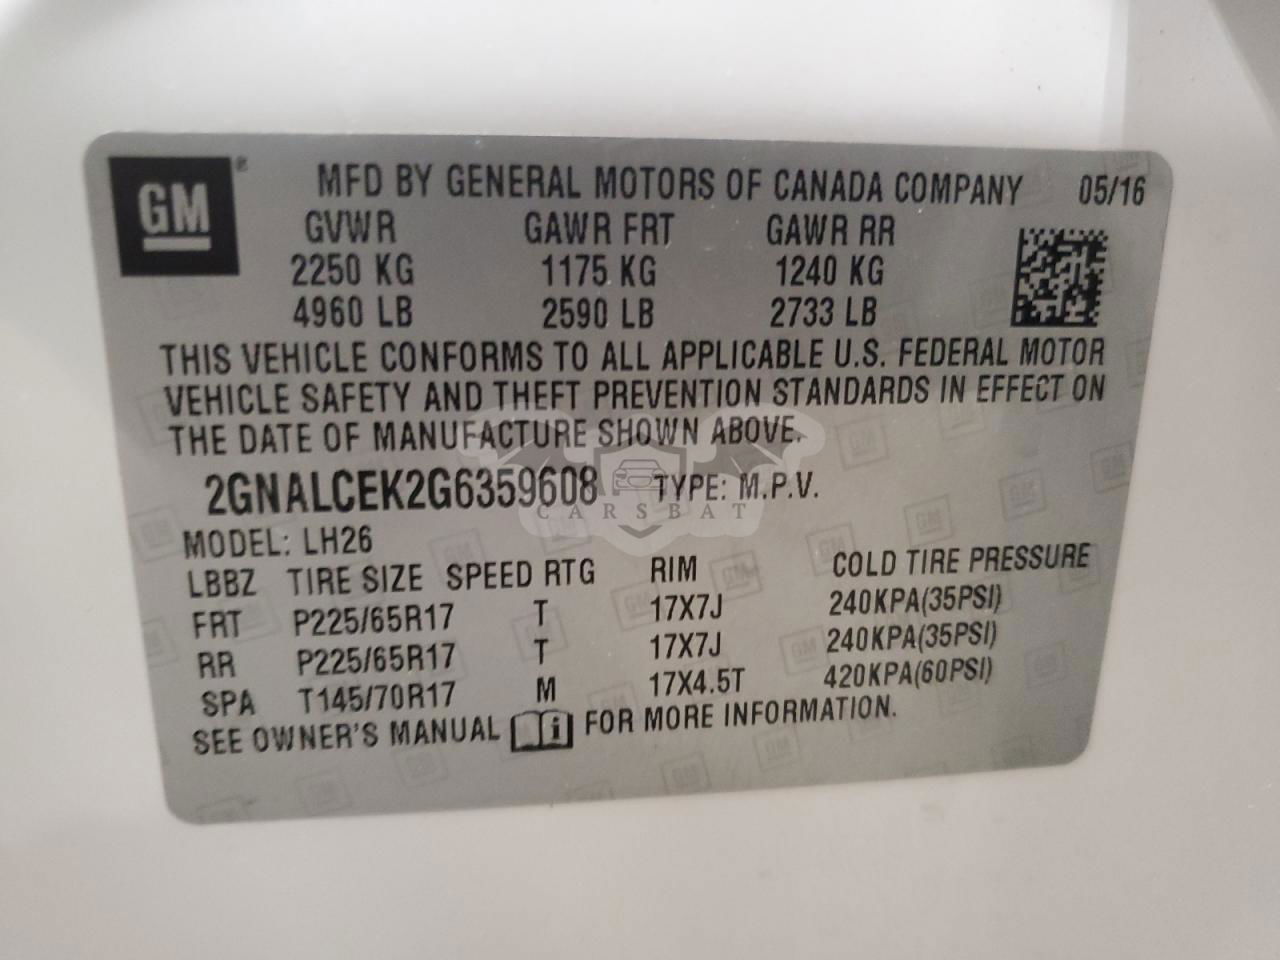 GM ® MFD BY GENERAL MOTORS OF CANADA COMPANY 05/16
GVWR GAWR FRT GAWR RR
2250 KG 1175 KG 1240 KG
4960 LB 2590 LB 2733 LB
THIS VEHICLE CONFORMS TO ALL APPLICABLE U.S. FEDERAL MOTOR
VEHICLE SAFETY AND THEFT PREVENTION STANDARDS IN EFFECT ON
THE DATE OF MANUFACTURE SHOWN ABOVE.
2GNALCEK2G6359608 TYPE: M.P.V.
CARSBAT
MODEL: LH26
LBBZ TIRE SIZE SPEED RTG RIM COLD TIRE PRESSURE
FRT P225/65R17 T 17X7J 240KPA(35PSI)
RR P225/65R17 T 17X7J 240KPA(35PSI)
SPA T145/70R17 M 17X4.5T 420KPA(60PSI)
SEE OWNER'S MANUAL i FOR MORE INFORMATION.